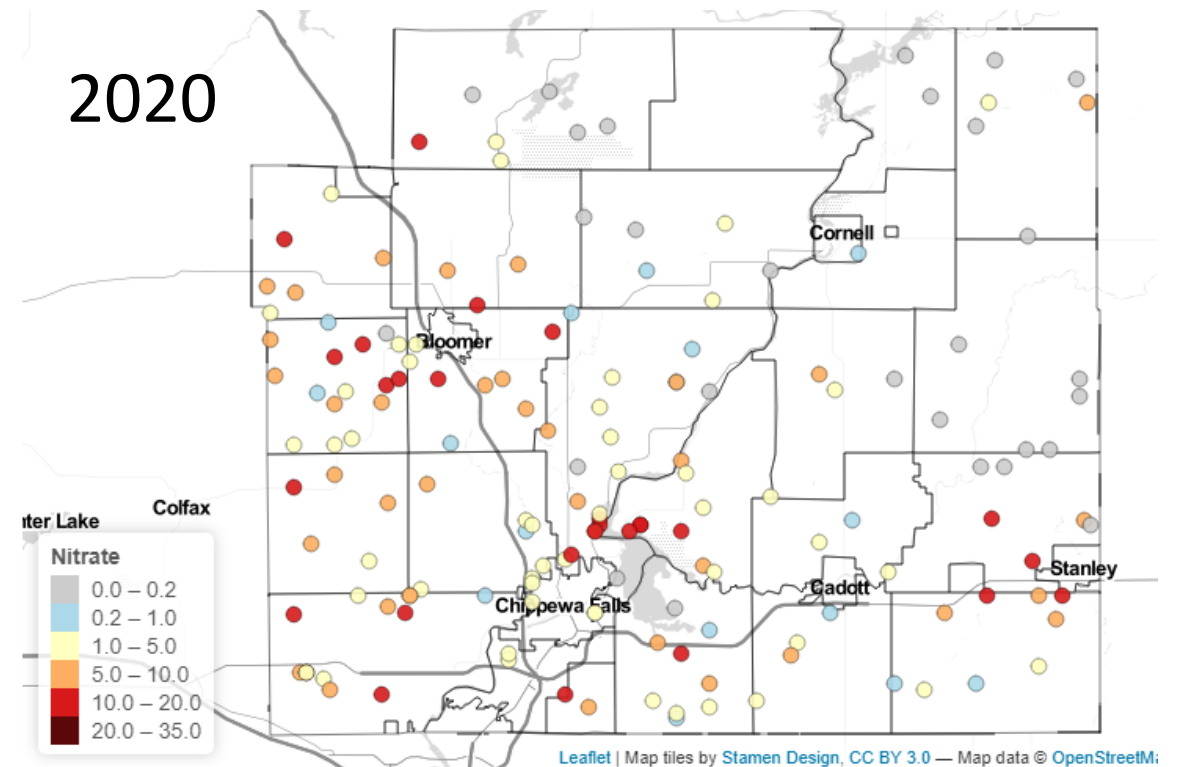 2020
Cornell
Bloomer
Colfax
nter Lake
Nitrate
0.0 – 0.2
0.2 – 1.0
1.0 – 5.0
5.0 – 10.0
10.0 – 20.0
20.0 – 35.0
Stanley
Cadott
Chippewa Falls
Leaflet | Map tiles by Stamen Design, CC BY 3.0 — Map data © OpenStreetMa